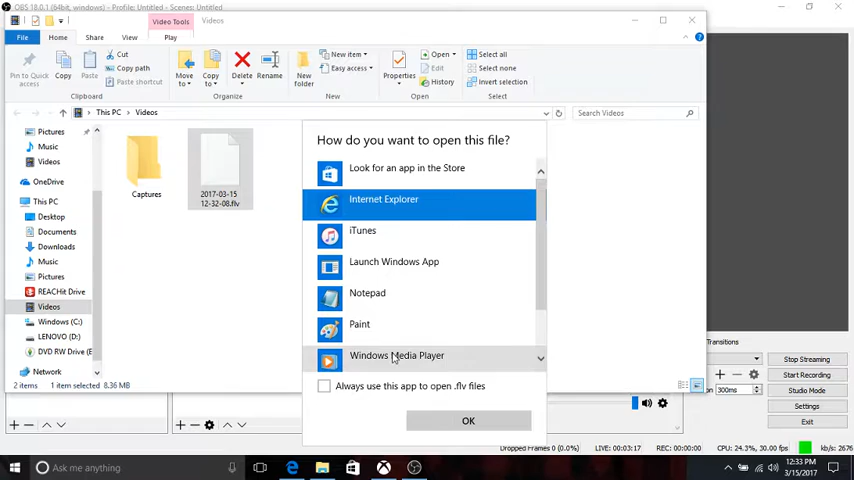 OBS 18.0.1 (64bit, windows) - Profile: Untitled - Scenes: Untitled
Video Tools
Videos
File
Home
Share
View
Play
Pin to Quick access
Copy
Paste
Cut
Copy path
Paste shortcut
Clipboard
Move to
Copy to
Delete
Rename
Organize
New folder
New item
Easy access
New
Properties
Open
Edit
History
Open
Select all
Select none
Invert selection
Select
This PC
Videos
Search Videos
Pictures
Music
Videos
OneDrive
This PC
Desktop
Documents
Downloads
Music
Pictures
REACHit Drive
Videos
Windows (C:)
LENOVO (D:)
DVD RW Drive (E
Network
Captures
2017-03-15
12-32-08.flv
2 items
1 item selected 8.36 MB
How do you want to open this file?
Look for an app in the Store
Internet Explorer
iTunes
Launch Windows App
Notepad
Paint
Windows Media Player
Always use this app to open .flv files
OK
Transitions
300ms
Start Streaming
Start Recording
Studio Mode
Settings
Exit
Dropped Frames 0 (0.0%)
LIVE: 00:03:17
REC: 00:00:00
CPU: 24.3%, 30.00 fps
kb/s: 2676
Ask me anything
12:33 PM
3/15/2017